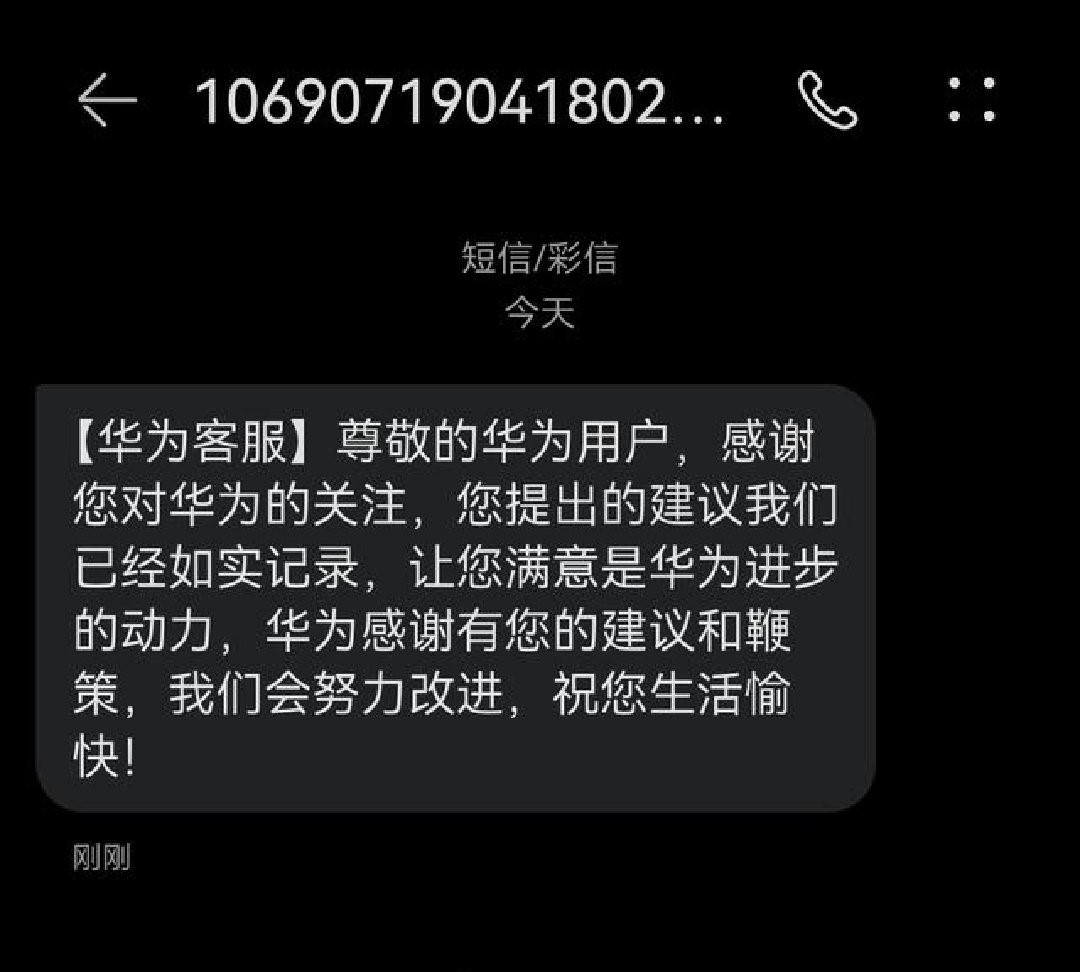 10690719041802...
短信/彩信
今天
【华为客服】尊敬的华为用户，感谢
您对华为的关注，您提出的建议我们
已经如实记录，让您满意是华为进步
的动力，华为感谢有您的建议和鞭
策，我们会努力改进，祝您生活愉
快！
刚刚